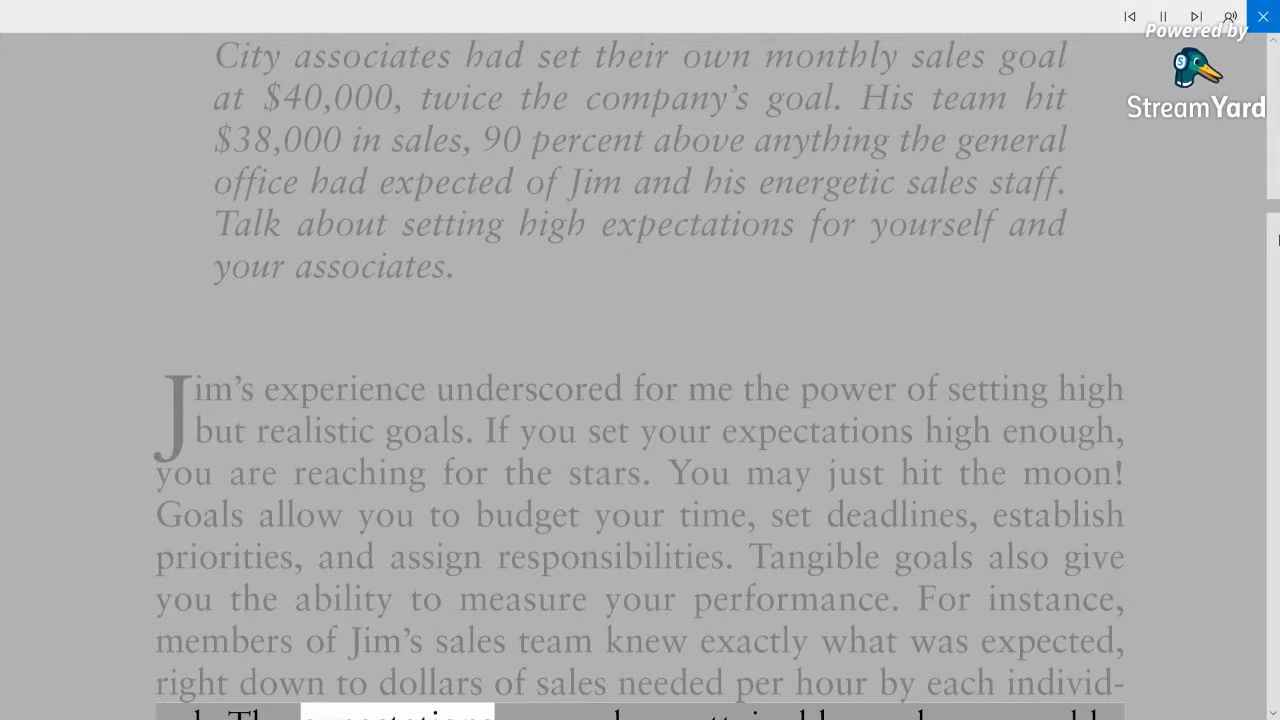 Powered by
StreamYard
City associates had set their own monthly sales goal
at $40,000, twice the company’s goal. His team hit
$38,000 in sales, 90 percent above anything the general
office had expected of Jim and his energetic sales staff.
Talk about setting high expectations for yourself and
your associates.
Jim’s experience underscored for me the power of setting high
but realistic goals. If you set your expectations high enough,
you are reaching for the stars. You may just hit the moon!
Goals allow you to budget your time, set deadlines, establish
priorities, and assign responsibilities. Tangible goals also give
you the ability to measure your performance. For instance,
members of Jim’s sales team knew exactly what was expected,
right down to dollars of sales needed per hour by each individ-
expectations